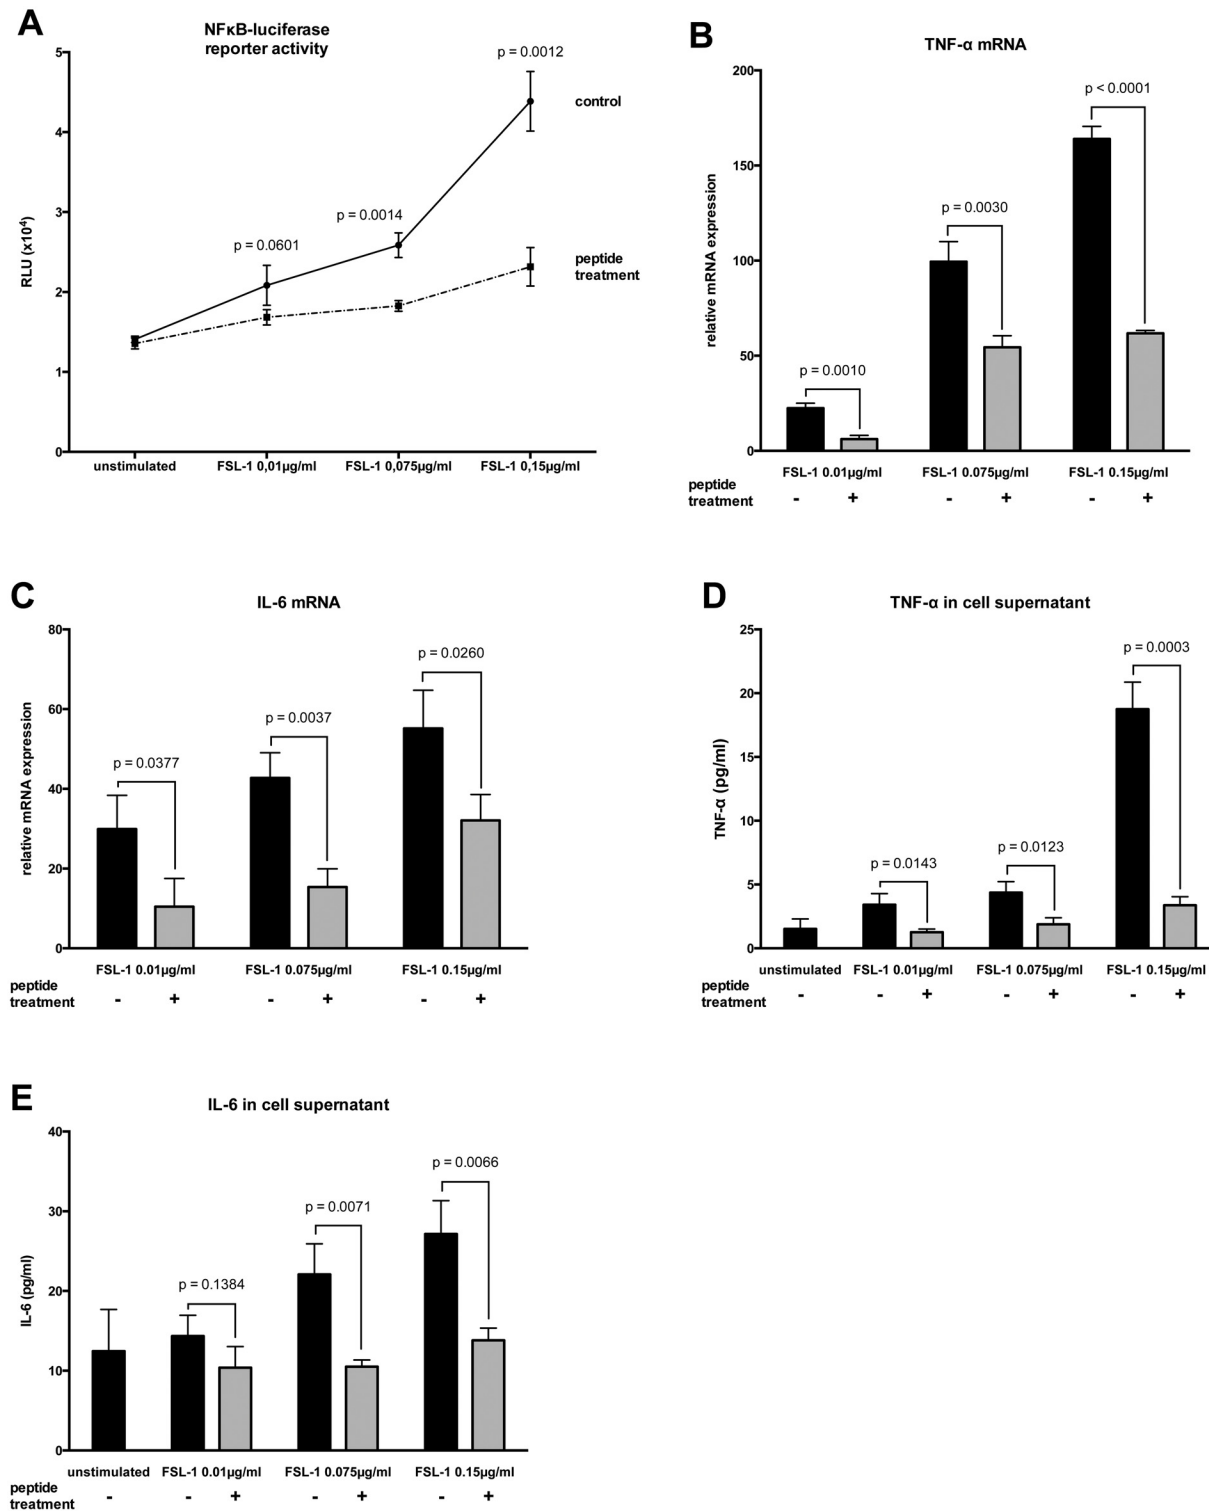 A
NFκB-luciferase
reporter activity
5
4
3
2
1
0
RLU (x10⁴)
p = 0.0601
p = 0.0014
p = 0.0012
control
peptide
treatment
unstimulated FSL-1 0,01µg/ml FSL-1 0,075µg/ml FSL-1 0,15µg/ml
B
TNF-α mRNA
200
150
100
50
0
relative mRNA expression
p = 0.0010
p = 0.0030
p < 0.0001
FSL-1 0.01µg/ml FSL-1 0.075µg/ml FSL-1 0.15µg/ml
peptide
treatment
- + - + - +
C
IL-6 mRNA
80
60
40
20
0
relative mRNA expression
p = 0.0377
p = 0.0037
p = 0.0260
FSL-1 0.01µg/ml FSL-1 0.075µg/ml FSL-1 0.15µg/ml
peptide
treatment
- + - + - +
D
TNF-α in cell supernatant
25
20
15
10
5
0
TNF-α (pg/ml)
p = 0.0143
p = 0.0123
p = 0.0003
unstimulated FSL-1 0.01µg/ml FSL-1 0.075µg/ml FSL-1 0.15µg/ml
peptide
treatment
- - + - + - +
E
IL-6 in cell supernatant
40
30
20
10
0
IL-6 (pg/ml)
p = 0.1384
p = 0.0071
p = 0.0066
unstimulated FSL-1 0.01µg/ml FSL-1 0.075µg/ml FSL-1 0.15µg/ml
peptide
treatment
- - + - + - +